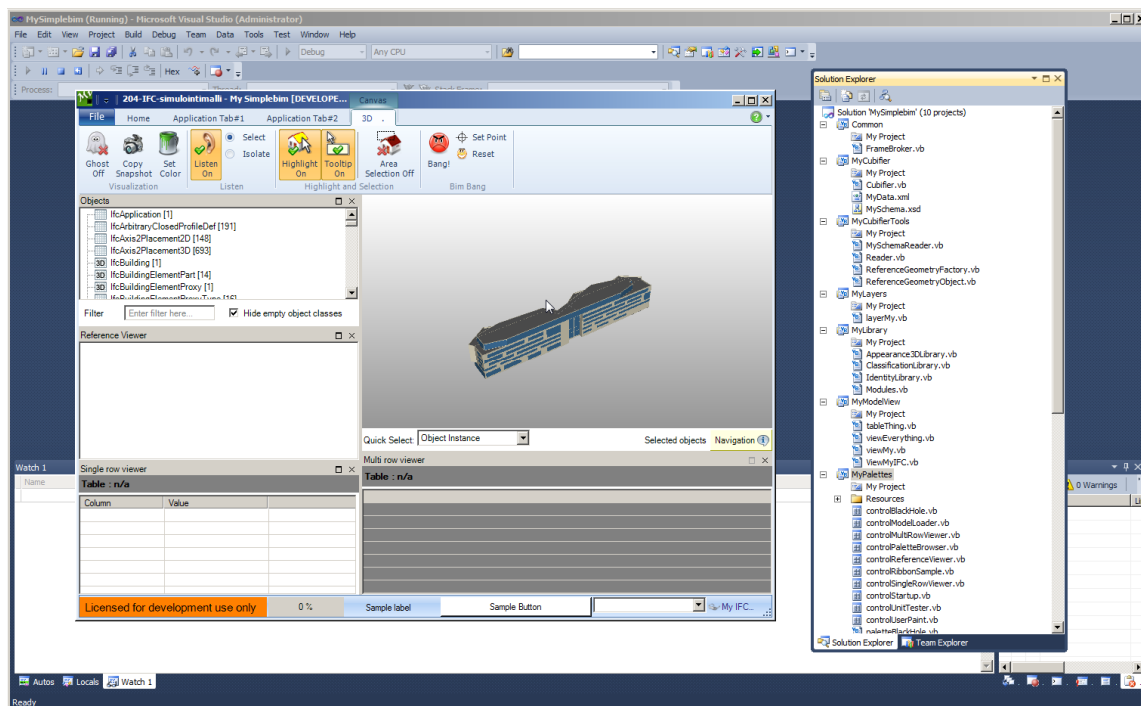 MySimplebim (Running) - Microsoft Visual Studio (Administrator)
File Edit View Project Build Debug Team Data Tools Test Window Help
Debug Any CPU
Hex
Process:
204-IFC-simulointimalli - My Simplebim [DEVELOPE... Canvas
File Home Application Tab#1 Application Tab#2 3D
Ghost Off Copy Snapshot Set Color
Visualization
Listen On Select Isolate
Listen
Highlight On Tooltip On Area Selection Off
Highlight and Selection
Bang! Set Point Reset
Bim Bang
Objects
IfcApplication [1]
IfcArbitraryClosedProfileDef [191]
IfcAxis2Placement2D [148]
IfcAxis2Placement3D [693]
3D IfcBuilding [1]
3D IfcBuildingElementPart [14]
3D IfcBuildingElementProxy [1]
IfcBuildingElementProxyType [16]
Filter Enter filter here... Hide empty object classes
Reference Viewer
Quick Select: Object Instance Selected objects Navigation
Single row viewer
Table : n/a
Column Value
Multi row viewer
Table : n/a
Licensed for development use only 0 % Sample label Sample Button My IFC...
Watch 1
Name
0 Warnings
Solution Explorer
Solution 'MySimplebim' (10 projects)
Common
My Project
FrameBroker.vb
MyCubifier
My Project
Cubifier.vb
MyData.xml
MySchema.xsd
MyCubifierTools
My Project
MySchemaReader.vb
Reader.vb
ReferenceGeometryFactory.vb
ReferenceGeometryObject.vb
MyLayers
My Project
layerMy.vb
MyLibrary
My Project
Appearance3DLibrary.vb
ClassificationLibrary.vb
IdentityLibrary.vb
Modules.vb
MyModelView
My Project
tableThing.vb
viewEverything.vb
viewMy.vb
ViewMyIFC.vb
MyPalettes
My Project
Resources
controlBlackHole.vb
controlModelLoader.vb
controlMultiRowViewer.vb
controlPaletteBrowser.vb
controlReferenceViewer.vb
controlRibbonSample.vb
controlSingleRowViewer.vb
controlStartup.vb
controlUnitTester.vb
controlUserPaint.vb
paletteBlackHole.vb
Solution Explorer Team Explorer
Autos Locals Watch 1
Ready